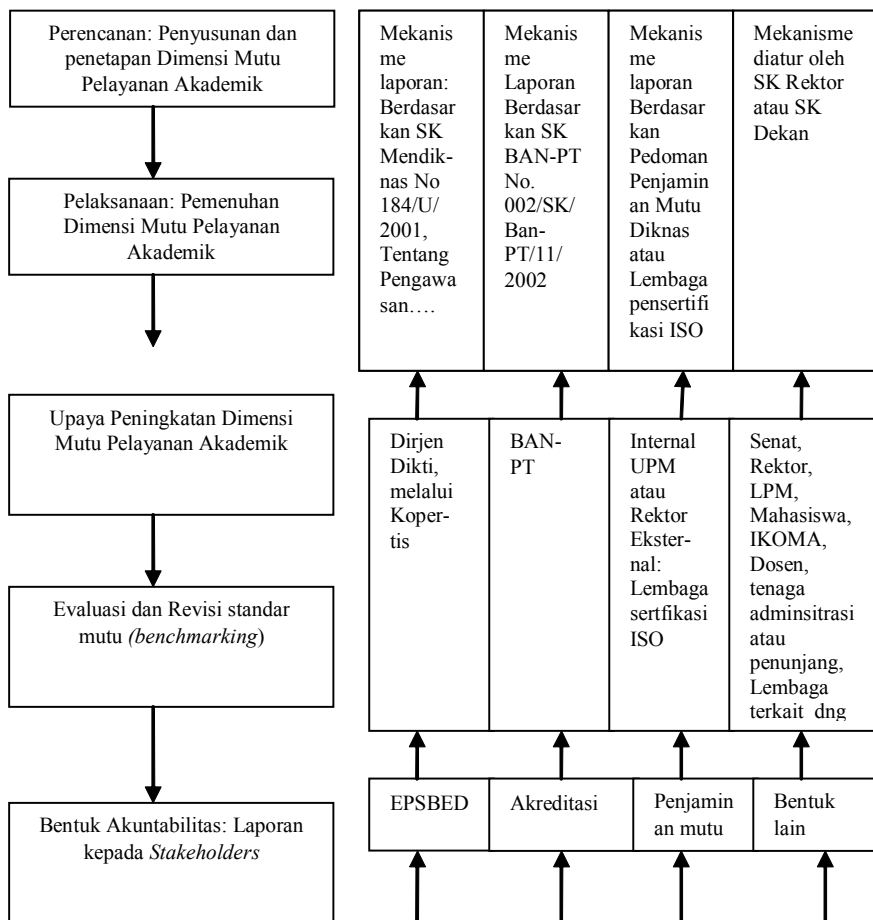 Perencanan: Penyusunan dan
penetapan Dimensi Mutu
Pelayanan Akademik
Pelaksanaan: Pemenuhan
Dimensi Mutu Pelayanan
Akademik
Upaya Peningkatan Dimensi
Mutu Pelayanan Akademik
Evaluasi dan Revisi standar
mutu (benchmarking)
Bentuk Akuntabilitas: Laporan
kepada Stakeholders
Mekanis
me
laporan:
Berdasar
kan SK
Mendik-
nas No
184/U/
2001,
Tentang
Pengawa
san….
Mekanis
me
Laporan
Berdasar
kan SK
BAN-PT
No.
002/SK/
Ban-
PT/11/
2002
Mekanis
me
laporan
Berdasar
kan
Pedoman
Penjamin
an Mutu
Diknas
atau
Lembaga
pensertifi
kasi ISO
Mekanisme
diatur oleh
SK Rektor
atau SK
Dekan
Dirjen
Dikti,
melalui
Koper-
tis
BAN-
PT
Internal
UPM
atau
Rektor
Ekster-
nal:
Lembaga
sertfikasi
ISO
Senat,
Rektor,
LPM,
Mahasiswa,
IKOMA,
Dosen,
tenaga
adminsitrasi
atau
penunjang,
Lembaga
terkait dng
EPSBED
Akreditasi
Penjamin
an mutu
Bentuk
lain